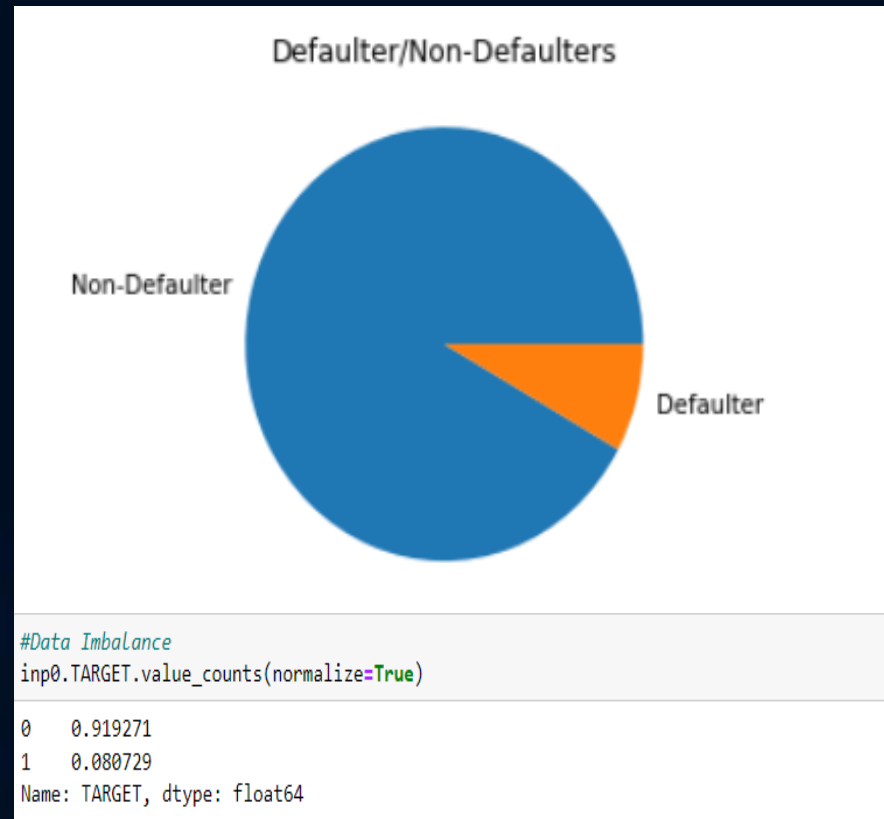 Defaulter/Non-Defaulters
Non-Defaulter
Defaulter
#Data Imbalance
inp0.TARGET.value_counts(normalize=True)
0    0.919271
1    0.080729
Name: TARGET, dtype: float64